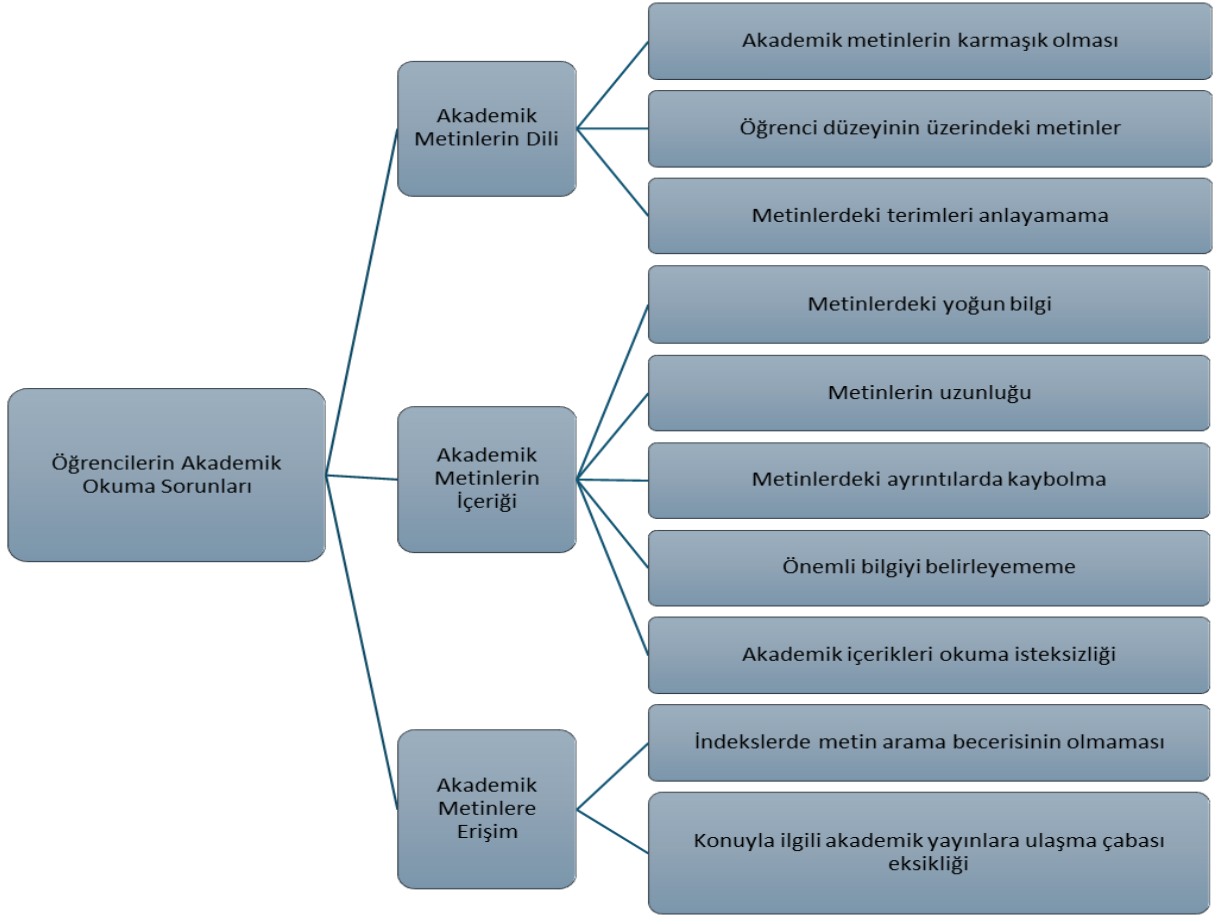 Öğrencilerin Akademik
Okuma Sorunları
Akademik
Metinlerin Dili
Akademik metinlerin karmaşık olması
Öğrenci düzeyinin üzerindeki metinler
Metinlerdeki terimleri anlayamama
Akademik
Metinlerin
İçeriği
Metinlerdeki yoğun bilgi
Metinlerin uzunluğu
Metinlerdeki ayrıntılarda kaybolma
Önemli bilgiyi belirleyememe
Akademik içerikleri okuma isteksizliği
Akademik
Metinlere
Erişim
İndekslerde metin arama becerisinin olmaması
Konuyla ilgili akademik yayınlara ulaşma çabası
eksikliği